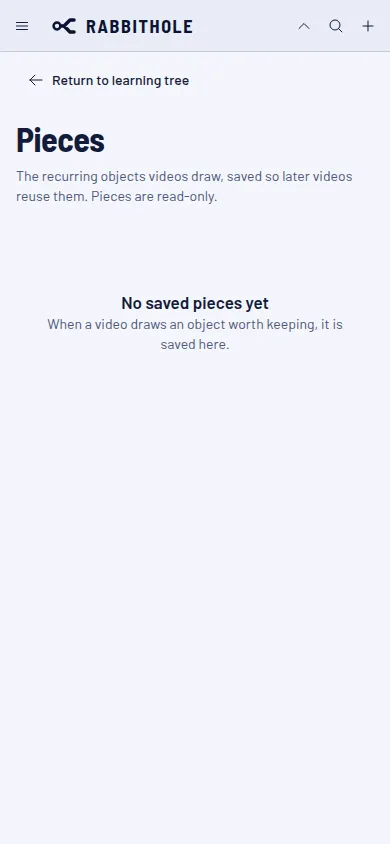 RABBITHOLE
Return to learning tree
Pieces
The recurring objects videos draw, saved so later videos
reuse them. Pieces are read-only.
No saved pieces yet
When a video draws an object worth keeping, it is
saved here.